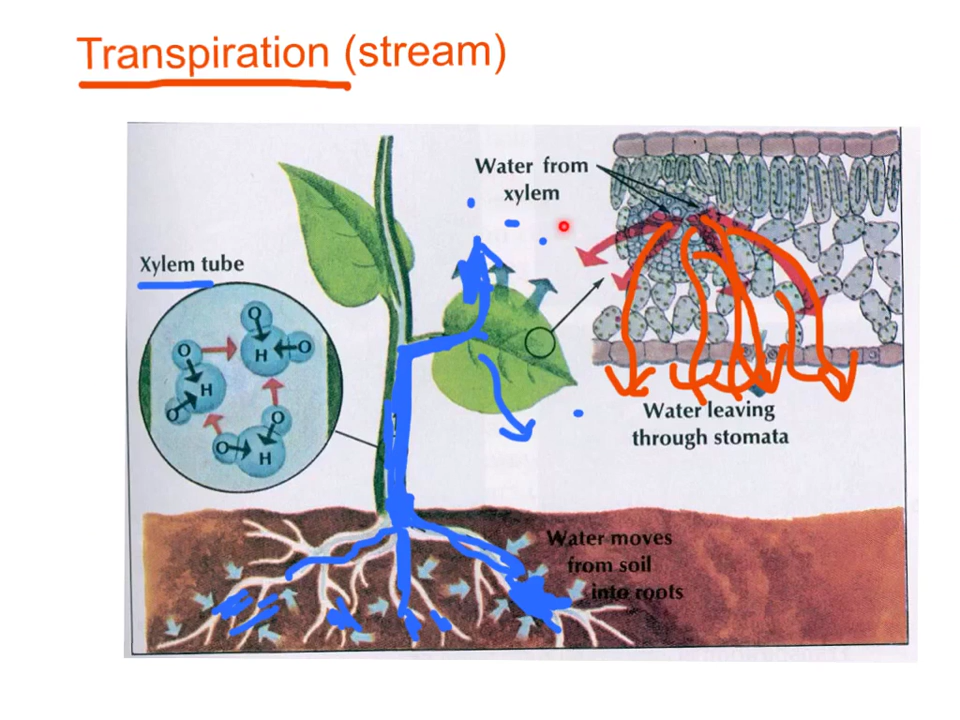 Transpiration (stream)
Water from
xylem
Xylem tube
O
H
O
O
H
O
O
O
H
Water leaving
through stomata
Water moves
from soil
into roots